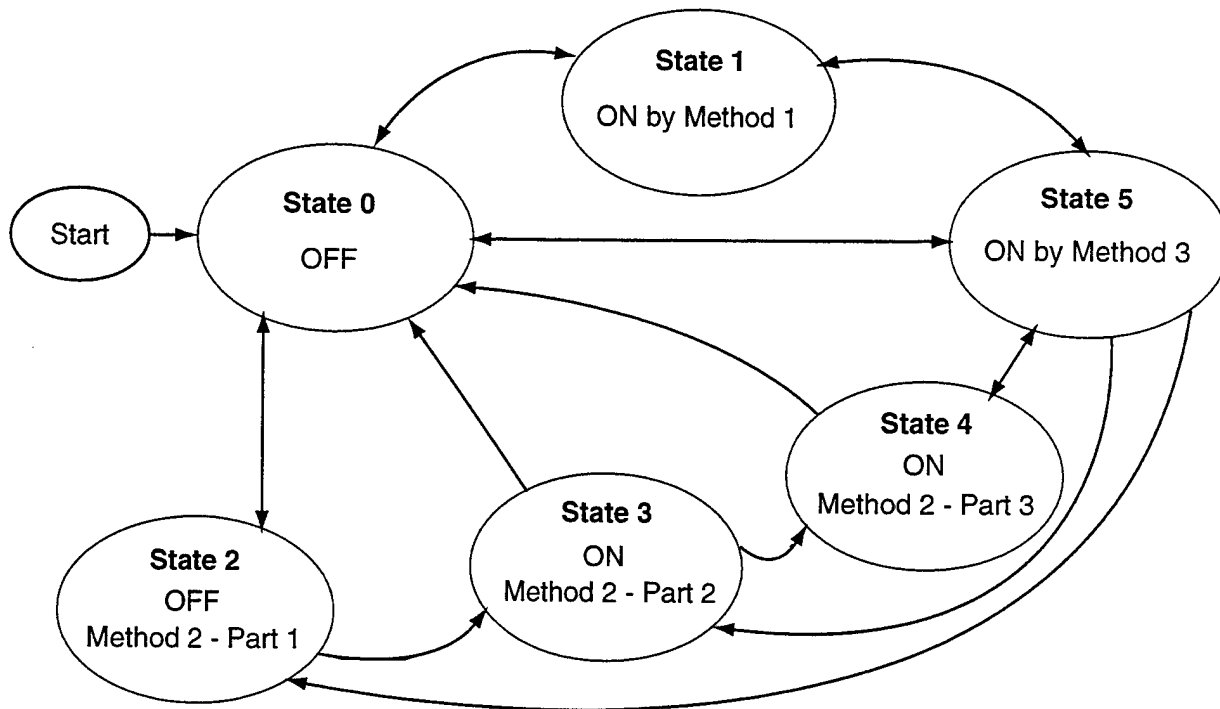 State 1
ON by Method 1
State 0
OFF
Start
State 5
ON by Method 3
State 4
ON
Method 2 - Part 3
State 3
ON
Method 2 - Part 2
State 2
OFF
Method 2 - Part 1